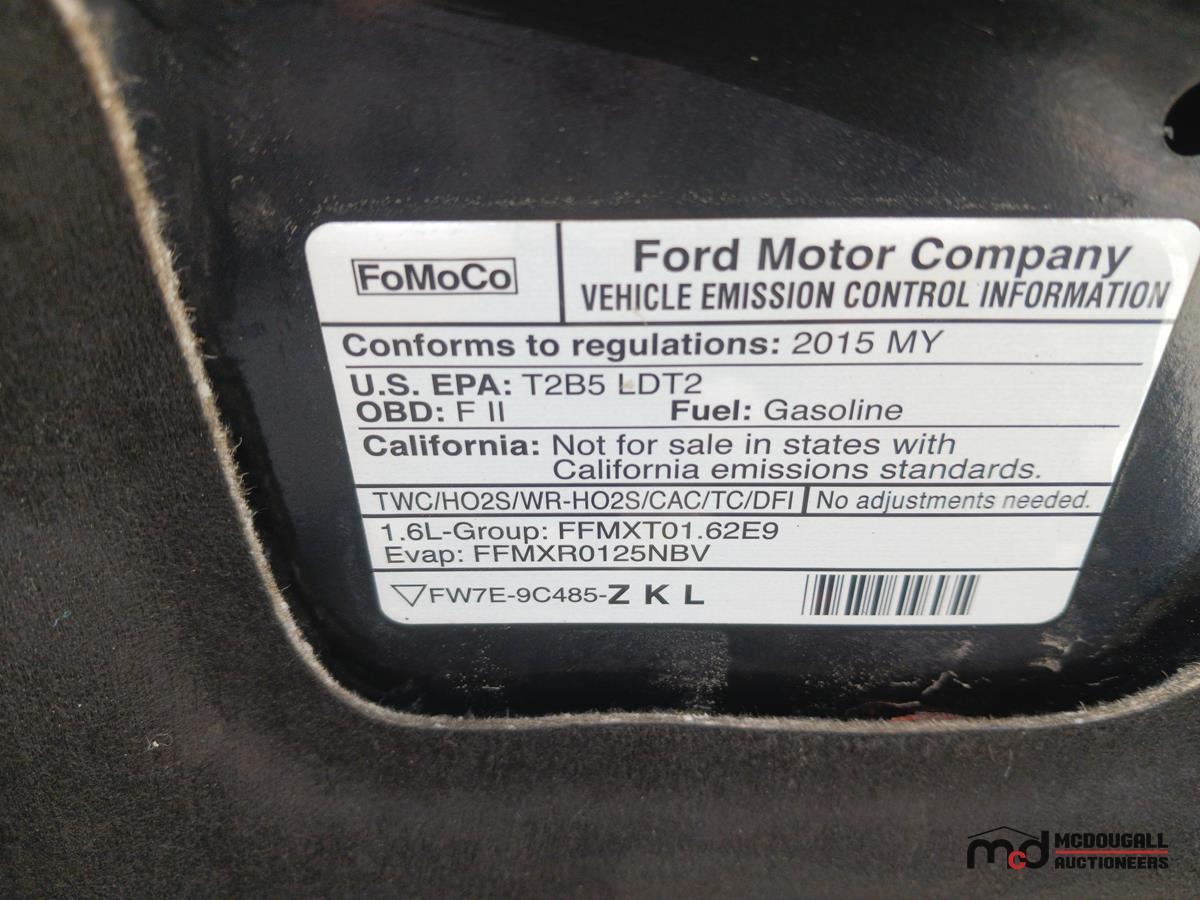 FoMoCo
Ford Motor Company
VEHICLE EMISSION CONTROL INFORMATION
Conforms to regulations: 2015 MY
U.S. EPA: T2B5 LDT2
OBD: F II Fuel: Gasoline
California: Not for sale in states with
California emissions standards.
TWC/HO2S/WR-HO2S/CAC/TC/DFI No adjustments needed.
1.6L-Group: FFMXT01.62E9
Evap: FFMXR0125NBV
FW7E-9C485-Z K L
mcd MCDOUGALL
AUCTIONEERS